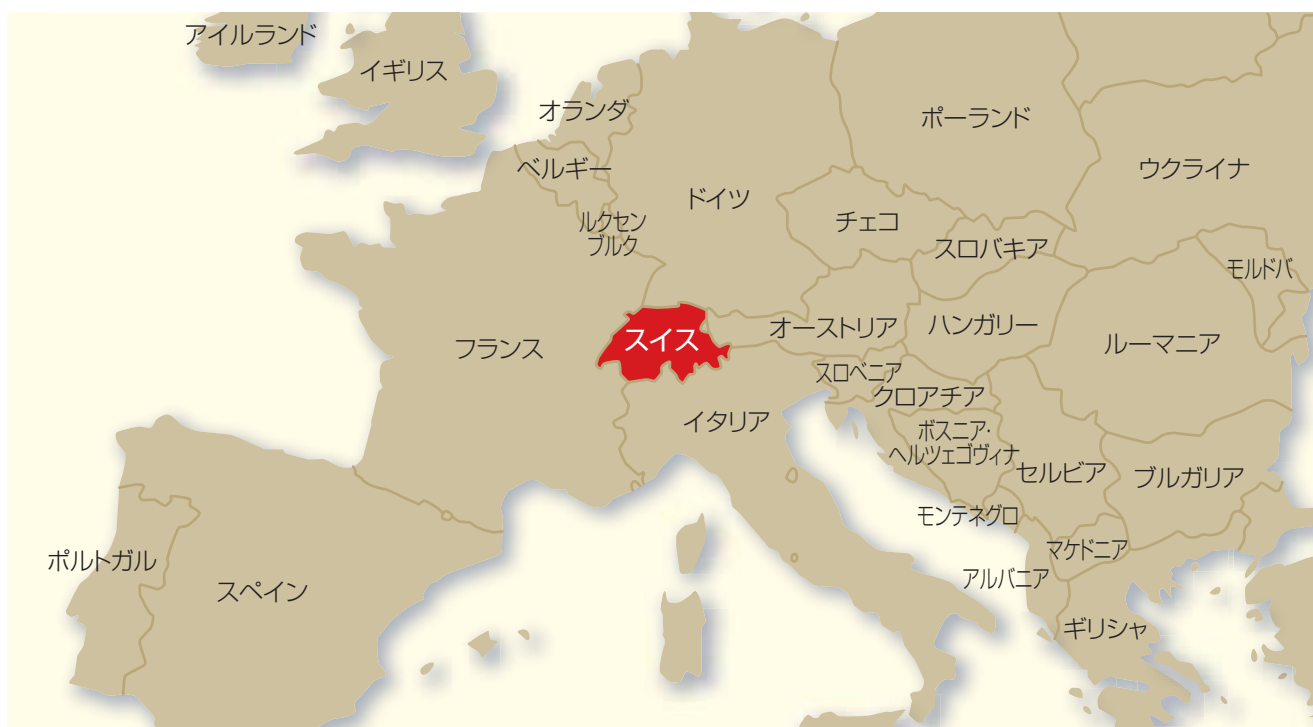 アイルランド
イギリス
オランダ
ポーランド
ベルギー
ウクライナ
ドイツ
チェコ
ルクセン
ブルク
スロバキア
モルドバ
オーストリア
ハンガリー
スイス
ルーマニア
フランス
スロベニア
クロアチア
イタリア
ボスニア・
ヘルツェゴヴィナ
セルビア
ブルガリア
モンテネグロ
マケドニア
ポルトガル
アルバニア
スペイン
ギリシャ